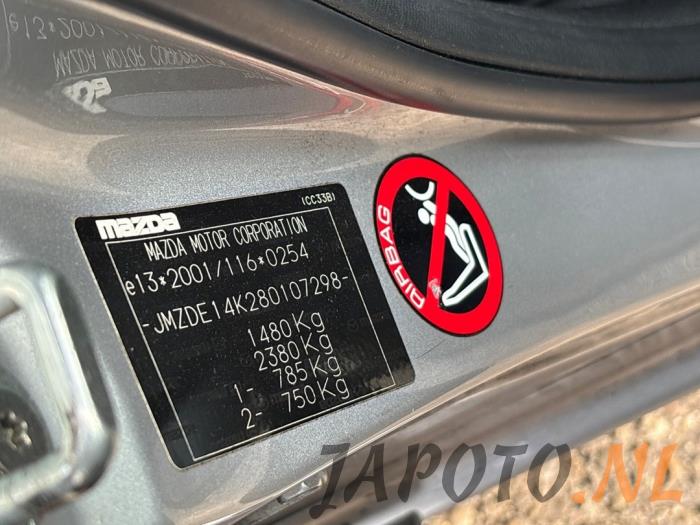 mazda
(CC33B)
MAZDA MOTOR CORPORATION
e13*2001/116*0254
-JMZDE14K280107298-
1480Kg
2380Kg
1- 785Kg
2- 750Kg
AIRBAG
JAPOTO.NL